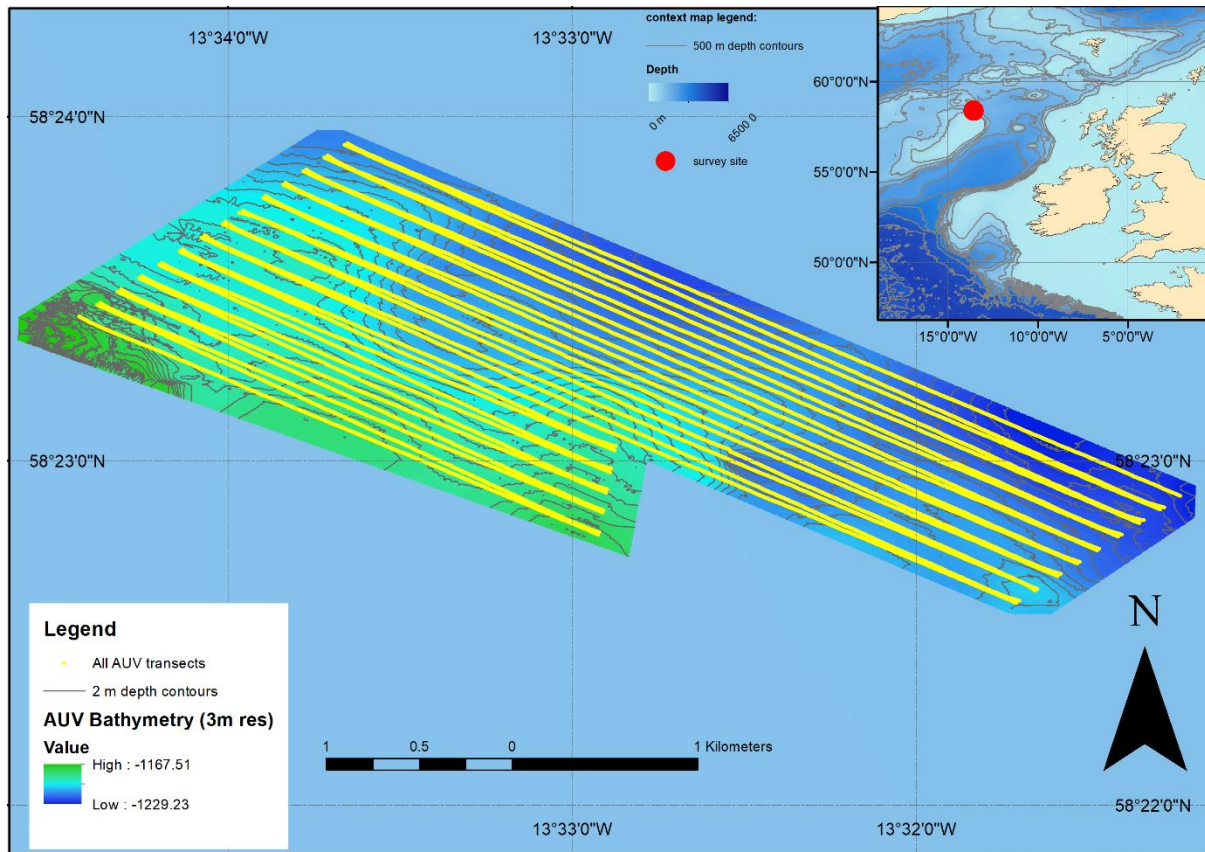 13°34'0"W
13°33'0"W
context map legend:
500 m depth contours
Depth
0 m
6500 0
survey site
60°0'0"N
55°0'0"N
50°0'0"N
15°0'0"W
10°0'0"W
5°0'0"W
58°24'0"N
58°23'0"N
58°23'0"N
Legend
All AUV transects
2 m depth contours
AUV Bathymetry (3m res)
Value
High : -1167.51
Low : -1229.23
1 0.5 0 1 Kilometers
N
58°22'0"N
13°33'0"W
13°32'0"W